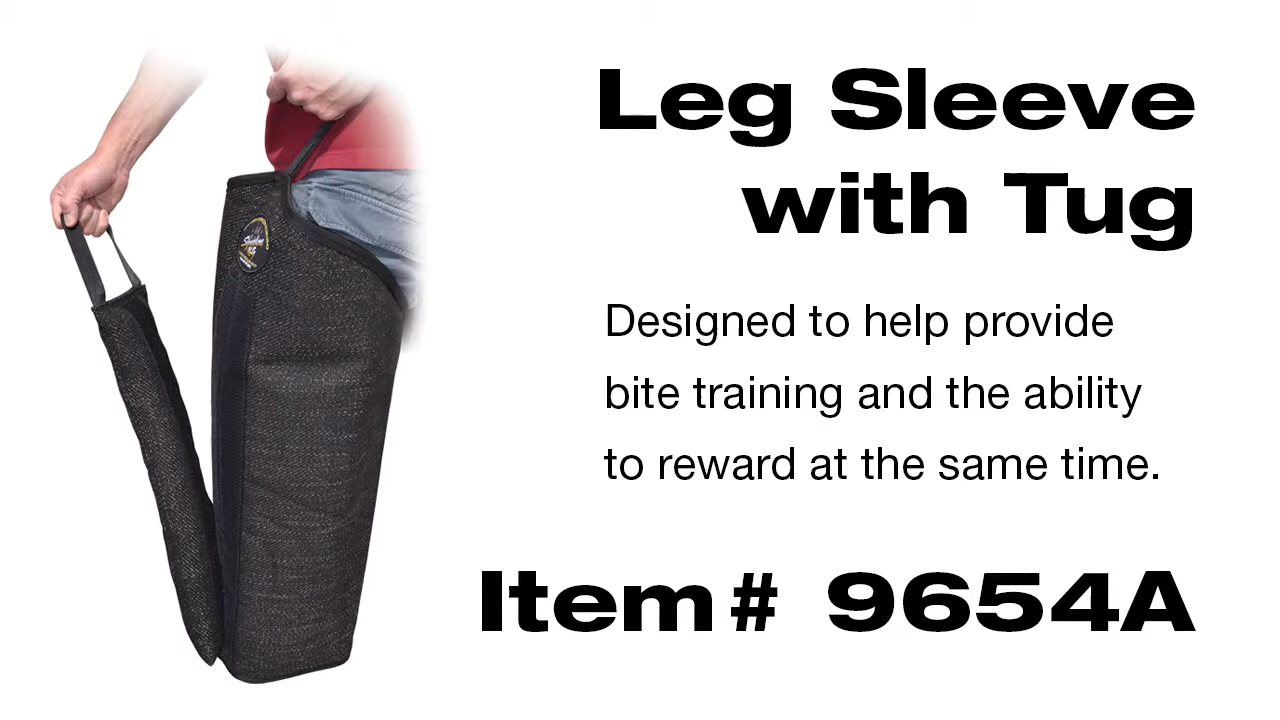 Leg Sleeve
with Tug
Designed to help provide
bite training and the ability
to reward at the same time.
Item# 9654A